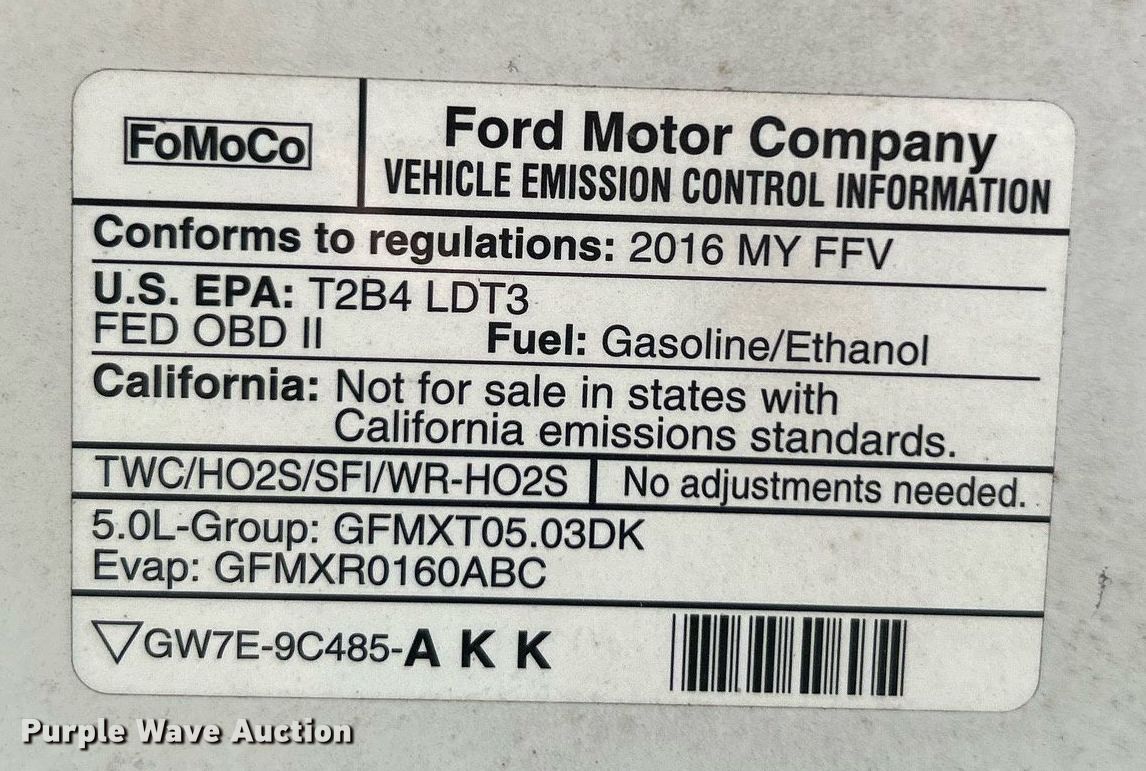 FoMoCo
Ford Motor Company
VEHICLE EMISSION CONTROL INFORMATION
Conforms to regulations: 2016 MY FFV
U.S. EPA: T2B4 LDT3
FED OBD II Fuel: Gasoline/Ethanol
California: Not for sale in states with
California emissions standards.
TWC/HO2S/SFI/WR-HO2S No adjustments needed.
5.0L-Group: GFMXT05.03DK
Evap: GFMXR0160ABC
GW7E-9C485-A K K
Purple Wave Auction